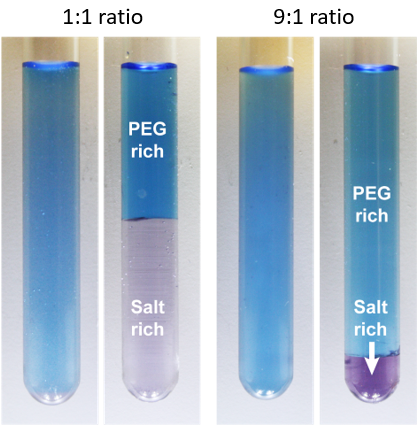 1:1 ratio
9:1 ratio
PEG
rich
Salt
rich
PEG
rich
Salt
rich